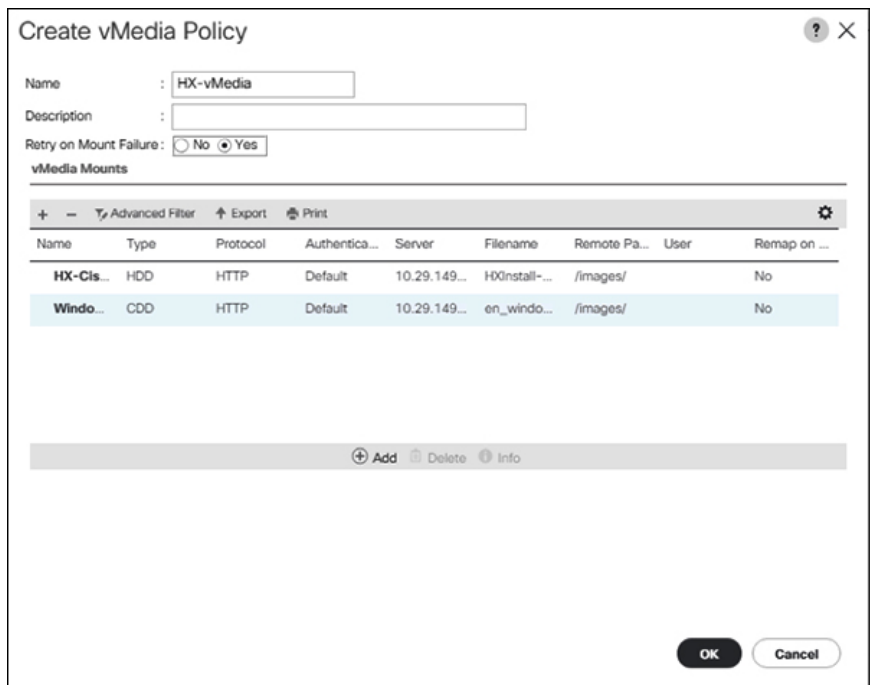 Create vMedia Policy ? ×
Name : HX-vMedia
Description :
Retry on Mount Failure : No Yes
vMedia Mounts
+ − Advanced Filter Export Print
Name Type Protocol Authentica... Server Filename Remote Pa... User Remap on ...
HX-Cis... HDD HTTP Default 10.29.149... HXInstall-... /images/ No
Windo... CDD HTTP Default 10.29.149... en_windo... /images/ No
Add Delete Info
OK Cancel